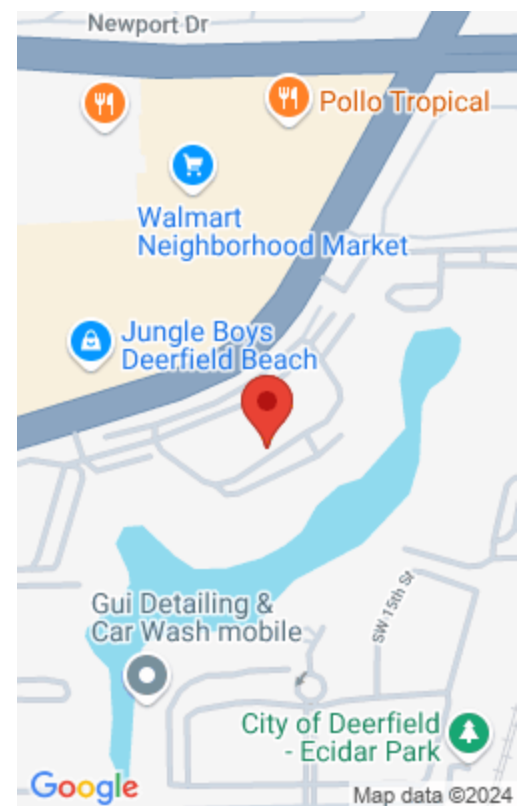 Newport Dr
Pollo Tropical
Walmart
Neighborhood Market
Jungle Boys
Deerfield Beach
Gui Detailing &
Car Wash mobile
SW 15th St
City of Deerfield
- Ecidar Park
Google
Map data ©2024